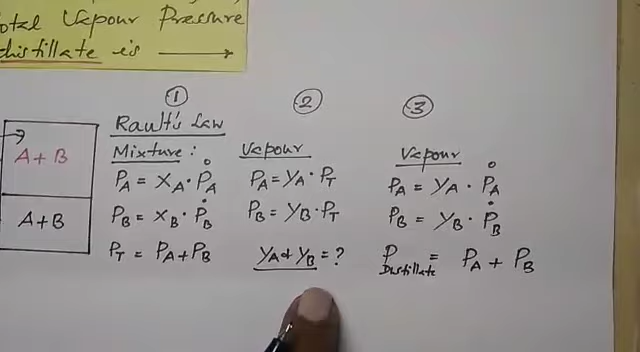 otal Vapour Pressure
distillate is →
① ② ③
A+B
A+B
Rault's Law
Mixture:
P_A = X_A · P°_A
P_B = X_B · P°_B
P_T = P_A+P_B
Vapour
P_A = Y_A · P_T
P_B = Y_B · P_T
Y_A & Y_B = ?
Vapour
P_A = Y_A · P°_A
P_B = Y_B · P°_B
P_Distillate = P_A + P_B